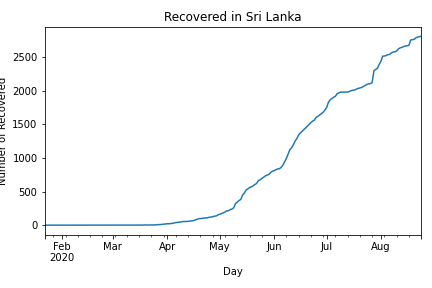 Recovered in Sri Lanka
Number of Recovered
2500
2000
1500
1000
500
0
Feb Mar Apr May Jun Jul Aug
2020
Day